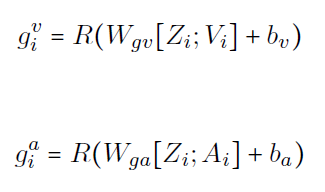 $g_i^v = R(W_{gv}[Z_i; V_i] + b_v)$
$g_i^a = R(W_{ga}[Z_i; A_i] + b_a)$